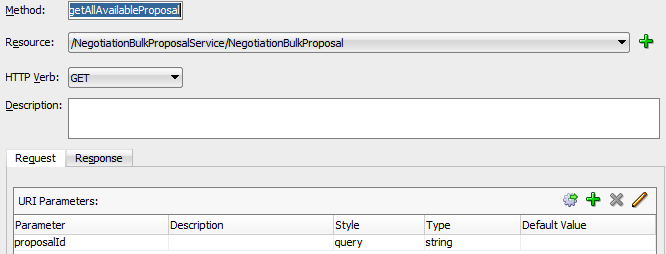 Method: getAllAvailableProposal
Resource: /NegotiationBulkProposalService/NegotiationBulkProposal
HTTP Verb: GET
Description:
Request Response
URI Parameters:
Parameter Description Style Type Default Value
proposalId query string